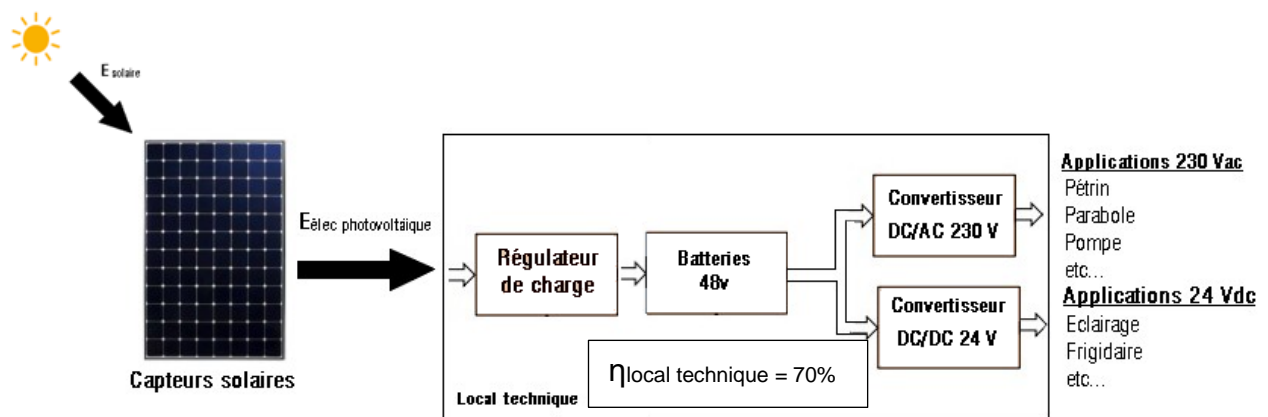 E solaire
Capteurs solaires
Eélec photovoltäique
Régulateur
de charge
Batteries
48v
Convertisseur
DC/AC 230 V
Convertisseur
DC/DC 24 V
ηlocal technique = 70%
Local technique
Applications 230 Vac
Pétrin
Parabole
Pompe
etc...
Applications 24 Vdc
Eclairage
Frigidaire
etc...